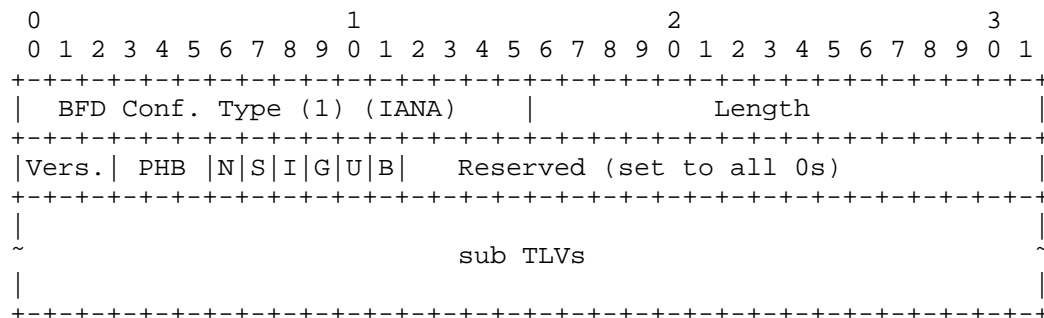 0                   1                   2                   3
0 1 2 3 4 5 6 7 8 9 0 1 2 3 4 5 6 7 8 9 0 1 2 3 4 5 6 7 8 9 0 1
+-+-+-+-+-+-+-+-+-+-+-+-+-+-+-+-+-+-+-+-+-+-+-+-+-+-+-+-+-+-+-+-+
|  BFD Conf. Type (1) (IANA)    |           Length              |
+-+-+-+-+-+-+-+-+-+-+-+-+-+-+-+-+-+-+-+-+-+-+-+-+-+-+-+-+-+-+-+-+
|Vers.| PHB |N|S|I|G|U|B|   Reserved (set to all 0s)            |
+-+-+-+-+-+-+-+-+-+-+-+-+-+-+-+-+-+-+-+-+-+-+-+-+-+-+-+-+-+-+-+-+
|                                                               |
~                           sub TLVs                            ~
|                                                               |
+-+-+-+-+-+-+-+-+-+-+-+-+-+-+-+-+-+-+-+-+-+-+-+-+-+-+-+-+-+-+-+-+